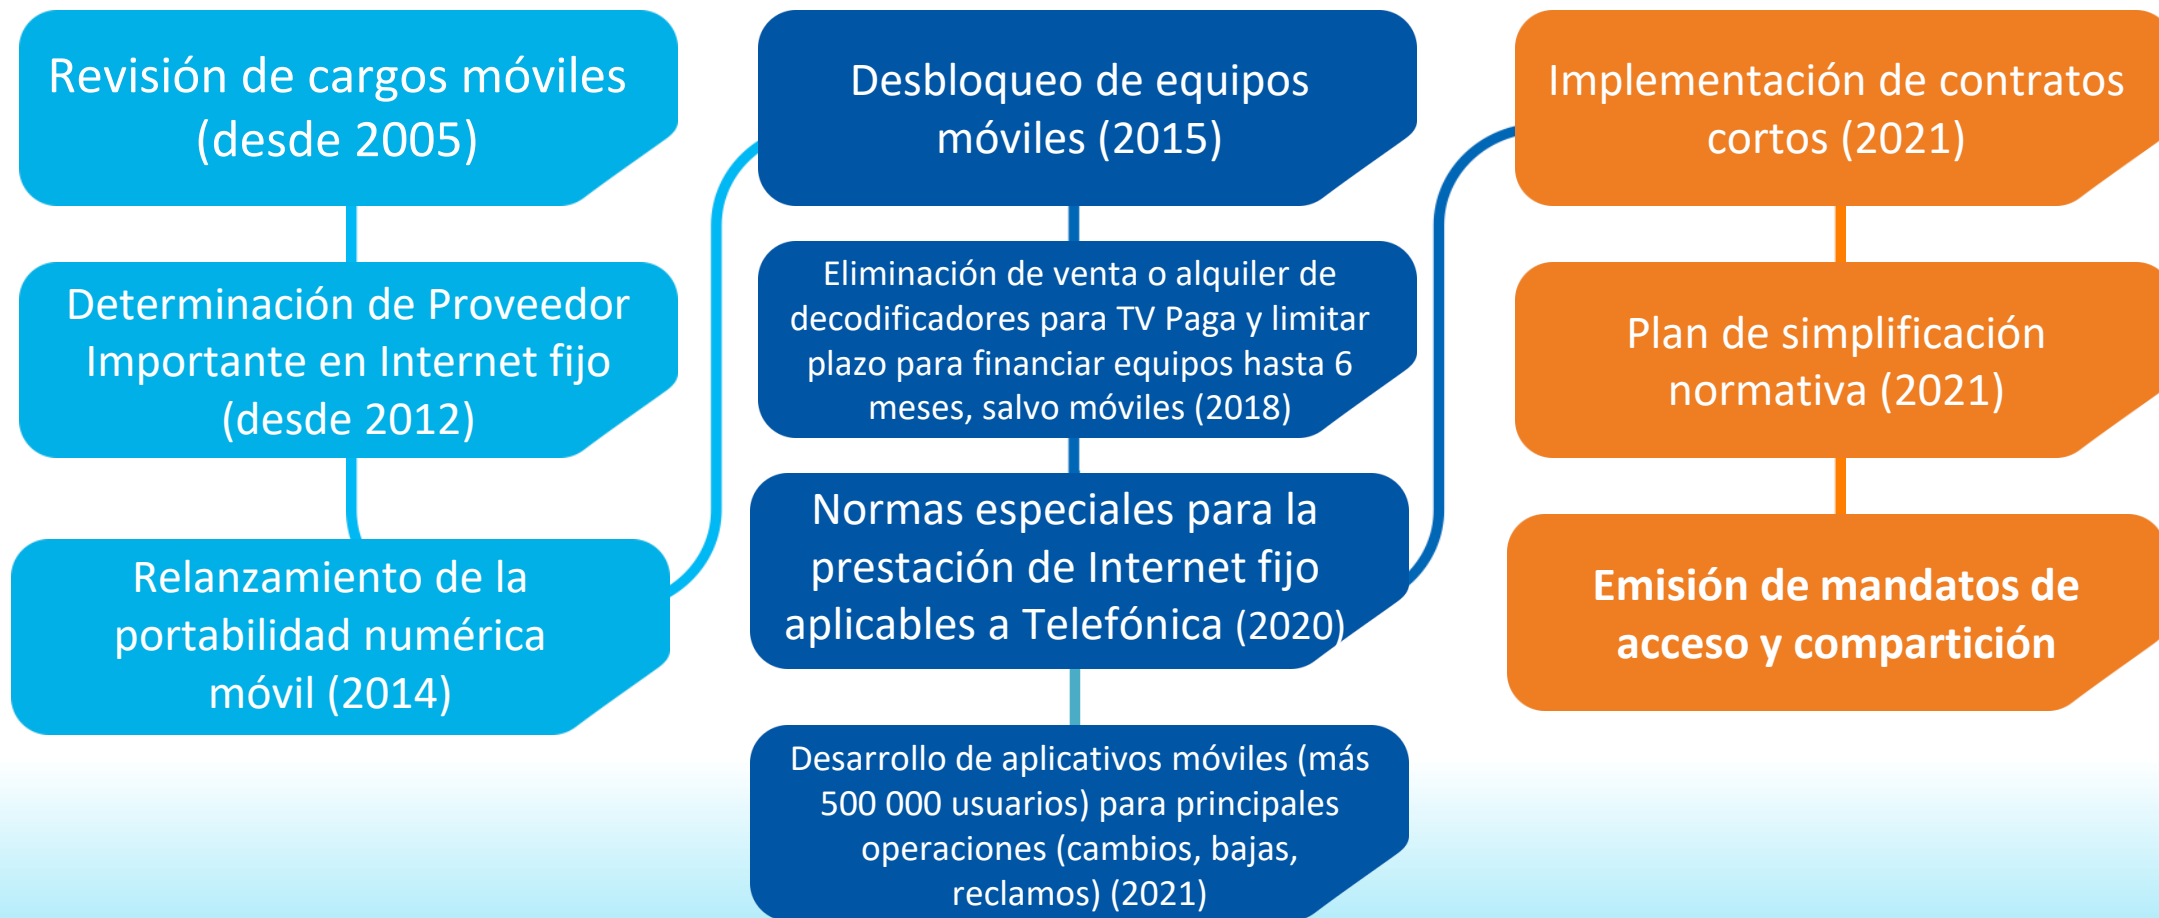 Revisión de cargos móviles
(desde 2005)
Determinación de Proveedor
Importante en Internet fijo
(desde 2012)
Relanzamiento de la
portabilidad numérica
móvil (2014)
Desbloqueo de equipos
móviles (2015)
Eliminación de venta o alquiler de
decodificadores para TV Paga y limitar
plazo para financiar equipos hasta 6
meses, salvo móviles (2018)
Normas especiales para la
prestación de Internet fijo
aplicables a Telefónica (2020)
Desarrollo de aplicativos móviles (más
500 000 usuarios) para principales
operaciones (cambios, bajas,
reclamos) (2021)
Implementación de contratos
cortos (2021)
Plan de simplificación
normativa (2021)
Emisión de mandatos de
acceso y compartición